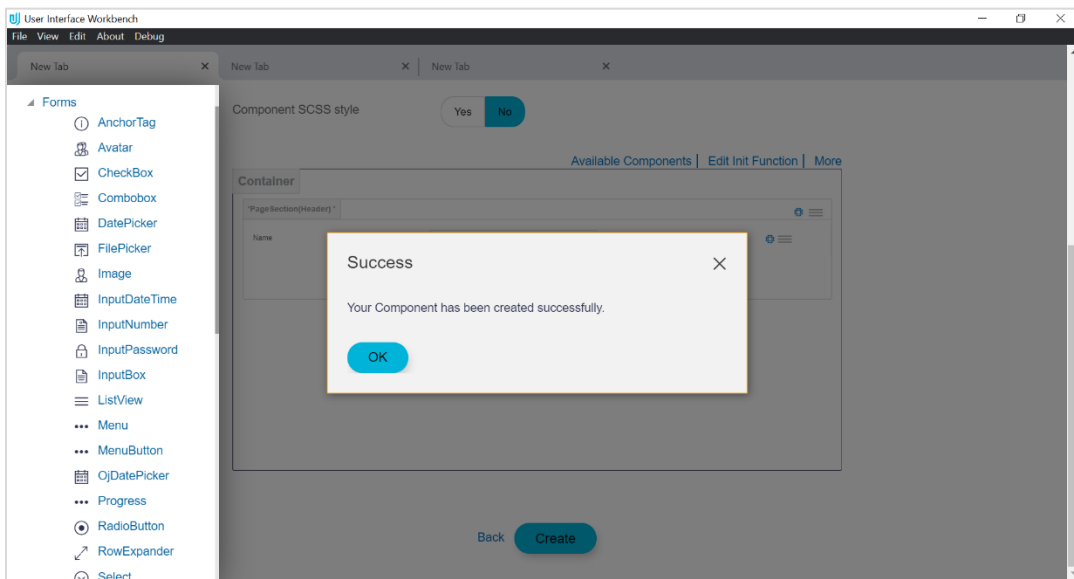 User Interface Workbench
File View Edit About Debug
New Tab New Tab New Tab
Forms
AnchorTag
Avatar
CheckBox
Combobox
DatePicker
FilePicker
Image
InputDateTime
InputNumber
InputPassword
InputBox
ListView
Menu
MenuButton
OjDatePicker
Progress
RadioButton
RowExpander
Select
Component SCSS style Yes No
Available Components | Edit Init Function | More
Container
*PageSection(Header) *
Name
Success
Your Component has been created successfully.
OK
Back Create